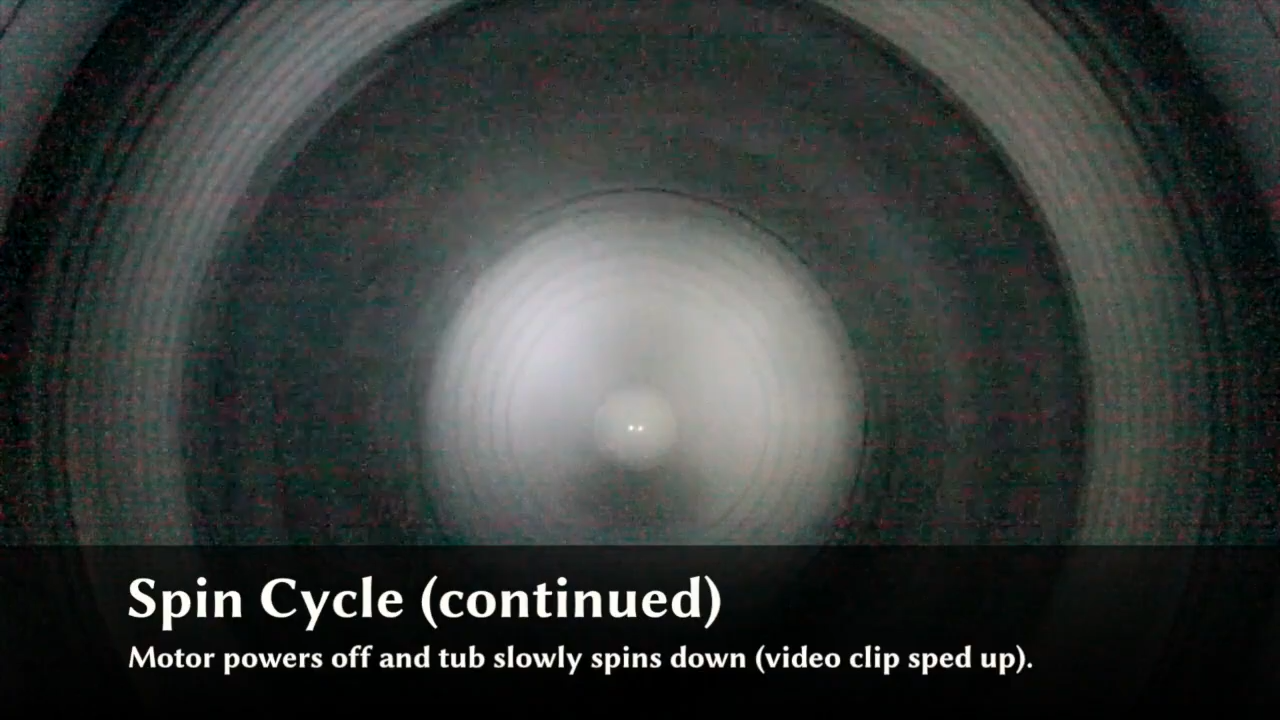 Spin Cycle (continued)
Motor powers off and tub slowly spins down (video clip sped up).